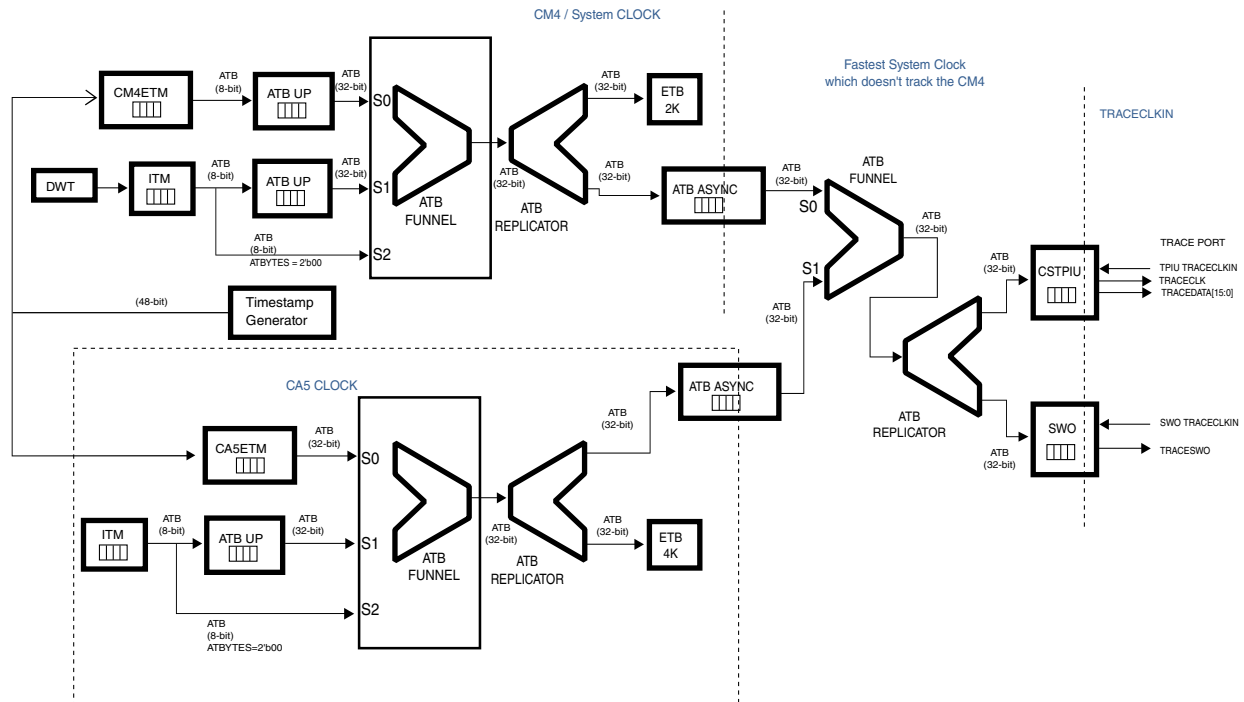 CM4 / System CLOCK
Fastest System Clock
which doesn't track the CM4
TRACECLKIN
CM4ETM
ATB
(8-bit)
ATB UP
ATB
(32-bit)
S0
ATB
(32-bit)
ETB
2K
DWT
ITM
ATB
(8-bit)
ATB UP
ATB
(32-bit)
S1
ATB
FUNNEL
ATB
(32-bit)
ATB
REPLICATOR
ATB
(32-bit)
ATB ASYNC
ATB
(32-bit)
S0
ATB
FUNNEL
ATB
(32-bit)
ATB
(8-bit)
ATBYTES = 2'b00
S2
S1
ATB
(32-bit)
(48-bit)
Timestamp
Generator
ATB
(32-bit)
CSTPIU
TRACE PORT
TPIU TRACECLKIN
TRACECLK
TRACEDATA[15:0]
CA5 CLOCK
ATB ASYNC
ATB
(32-bit)
ATB
REPLICATOR
ATB
(32-bit)
SWO
SWO TRACECLKIN
TRACESWO
CA5ETM
ATB
(32-bit)
S0
ITM
ATB
(8-bit)
ATB UP
ATB
(32-bit)
S1
ATB
FUNNEL
ATB
(32-bit)
ATB
REPLICATOR
ATB
(32-bit)
ETB
4K
S2
ATB
(8-bit)
ATBYTES=2'b00